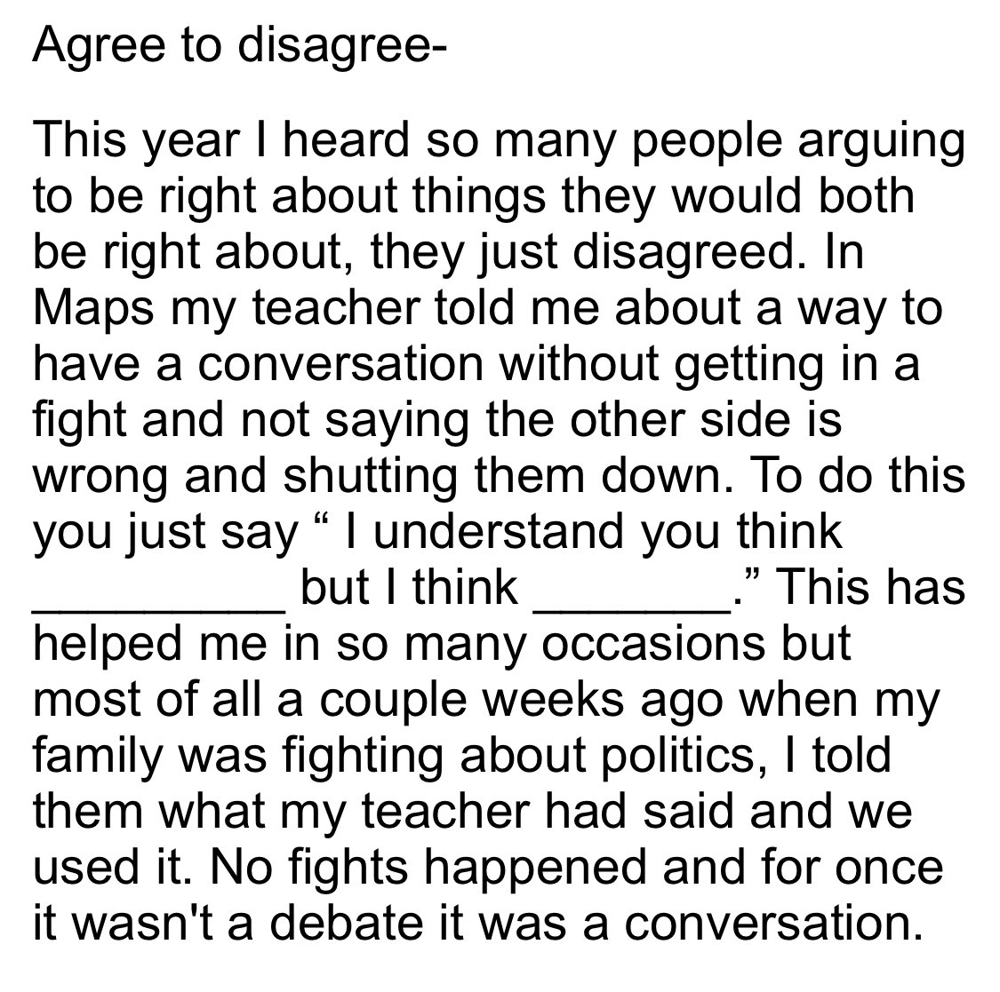 Agree to disagree-
This year I heard so many people arguing
to be right about things they would both
be right about, they just disagreed. In
Maps my teacher told me about a way to
have a conversation without getting in a
fight and not saying the other side is
wrong and shutting them down. To do this
you just say “ I understand you think
_________ but I think _______.” This has
helped me in so many occasions but
most of all a couple weeks ago when my
family was fighting about politics, I told
them what my teacher had said and we
used it. No fights happened and for once
it wasn't a debate it was a conversation.